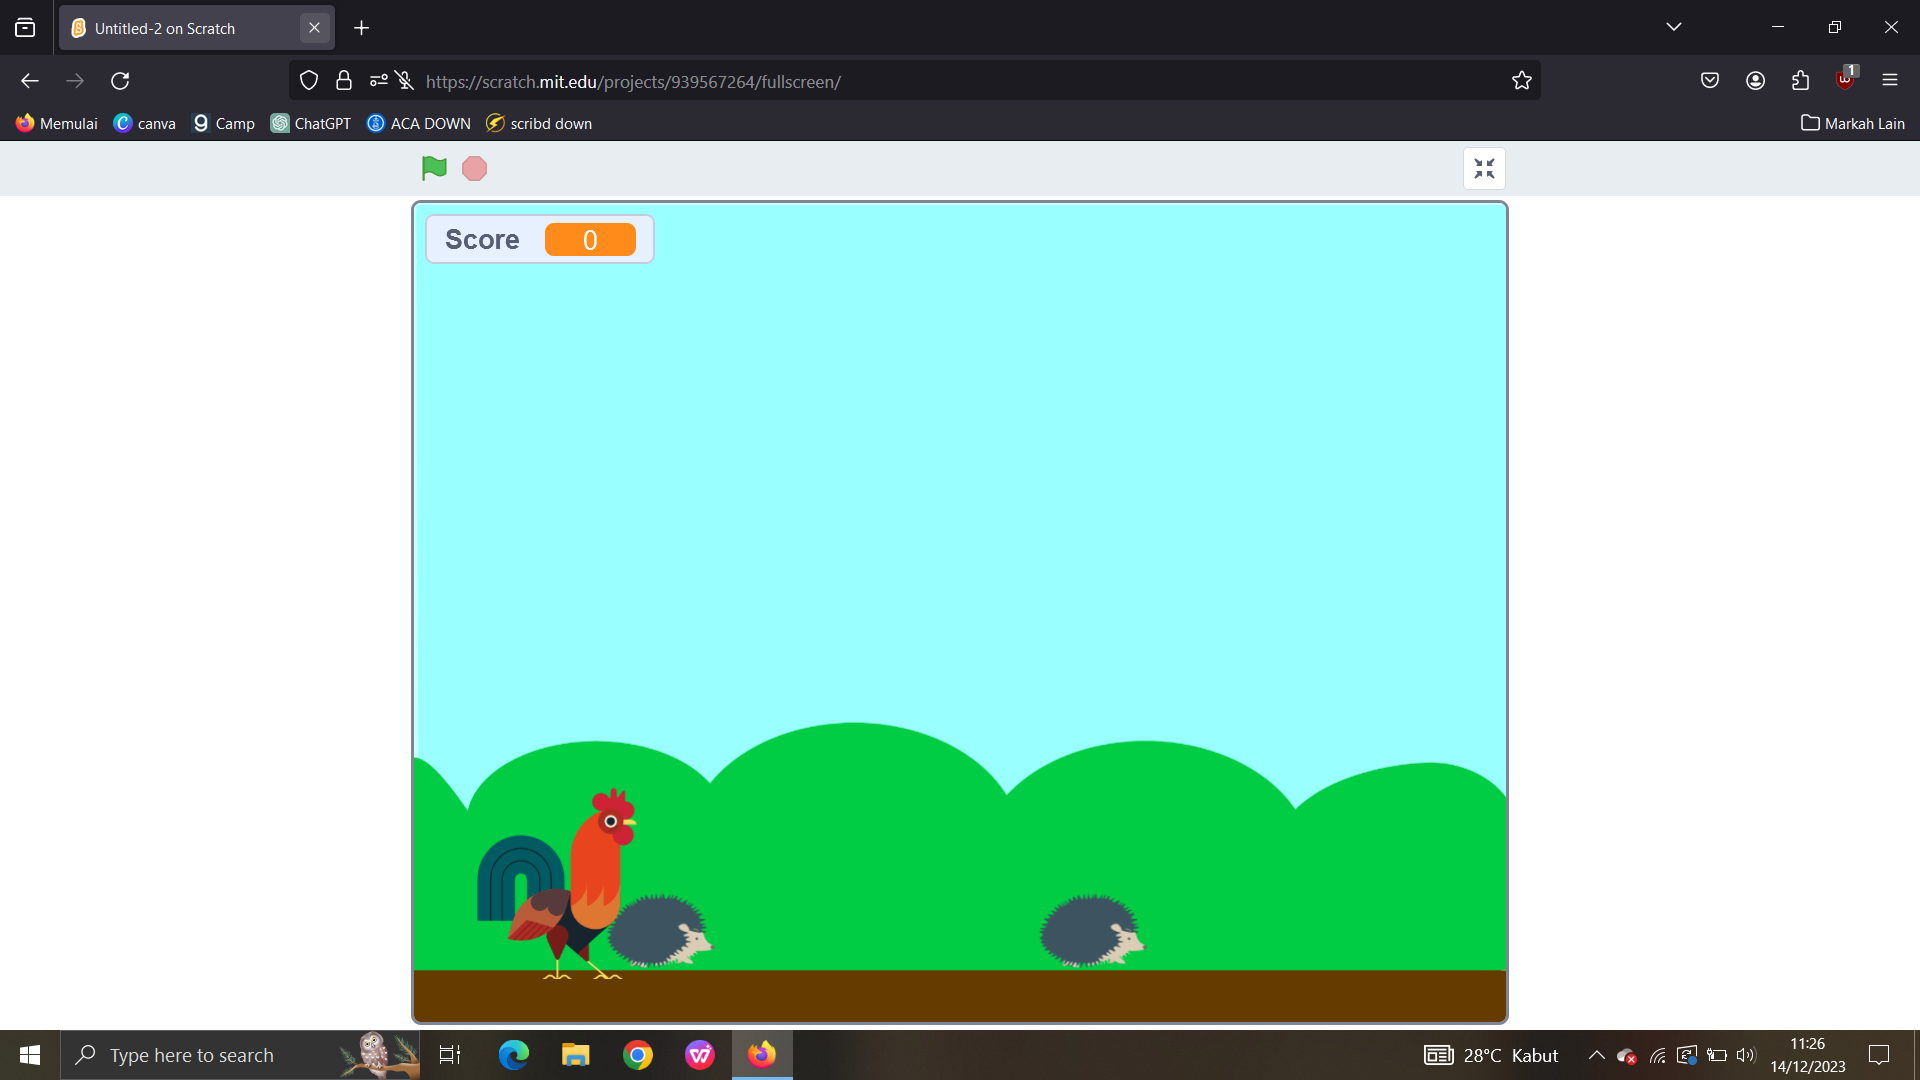 Untitled-2 on Scratch
https://scratch.mit.edu/projects/939567264/fullscreen/
1
Memulai canva Camp ChatGPT ACA DOWN scribd down Markah Lain
Score 0
Type here to search
28°C Kabut
11:26
14/12/2023